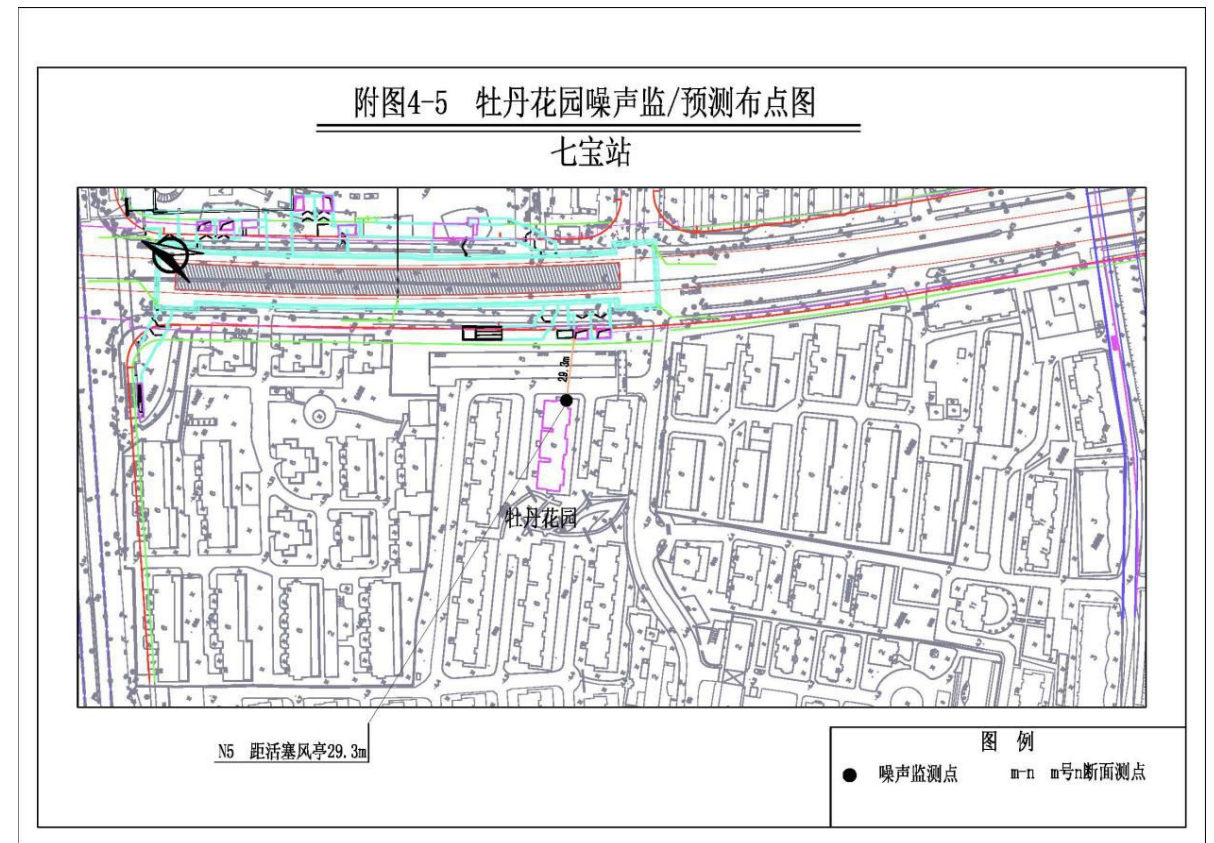 附图4-5 牡丹花园噪声监/预测布点图
七宝站
29.3m
牡丹花园
N5 距活塞风亭29.3m
图 例
噪声监测点 m-n m号n断面测点